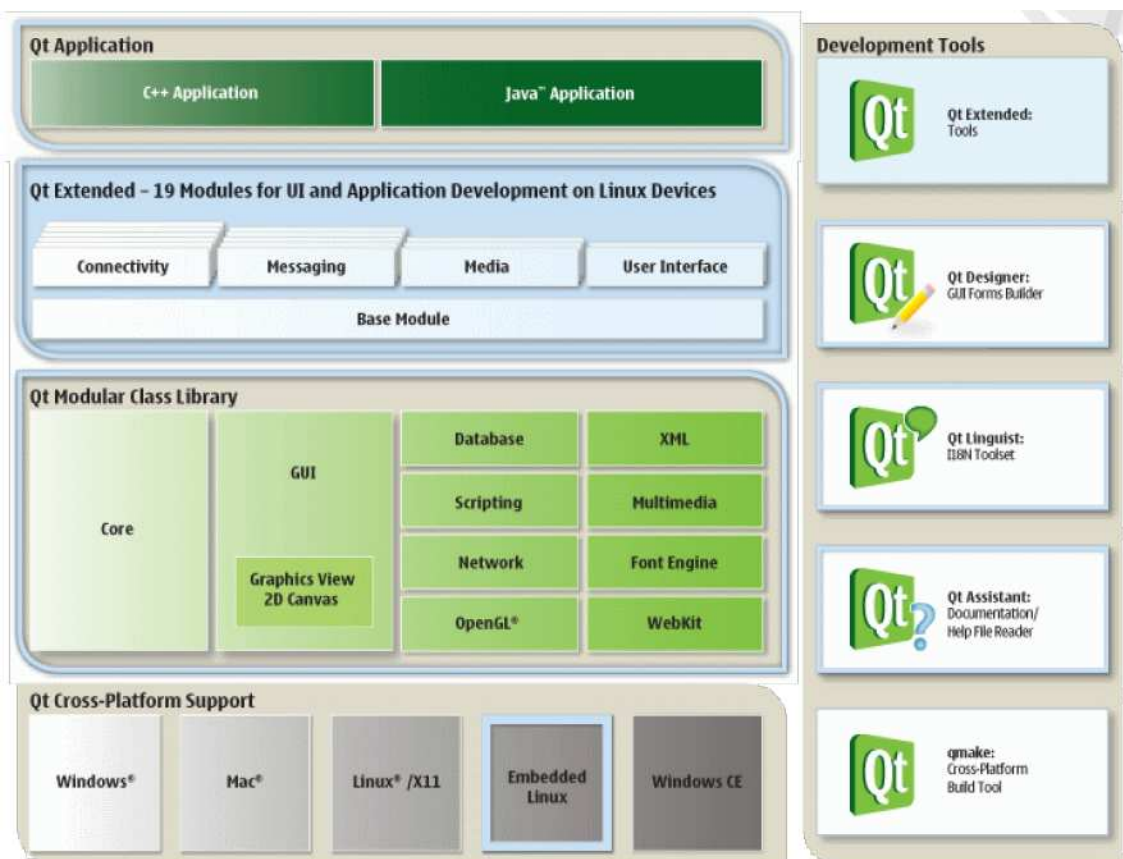 Qt Application
C++ Application
Java™ Application
Qt Extended – 19 Modules for UI and Application Development on Linux Devices
Connectivity
Messaging
Media
User Interface
Base Module
Qt Modular Class Library
Core
GUI
Graphics View
2D Canvas
Database
XML
Scripting
Multimedia
Network
Font Engine
OpenGL®
WebKit
Qt Cross-Platform Support
Windows®
Mac®
Linux® /X11
Embedded
Linux
Windows CE
Development Tools
Qt
Qt Extended:
Tools
Qt
Qt Designer:
GUI Forms Builder
Qt
Qt Linguist:
I18N Toolset
Qt
Qt Assistant:
Documentation/
Help File Reader
Qt
qmake:
Cross-Platform
Build Tool